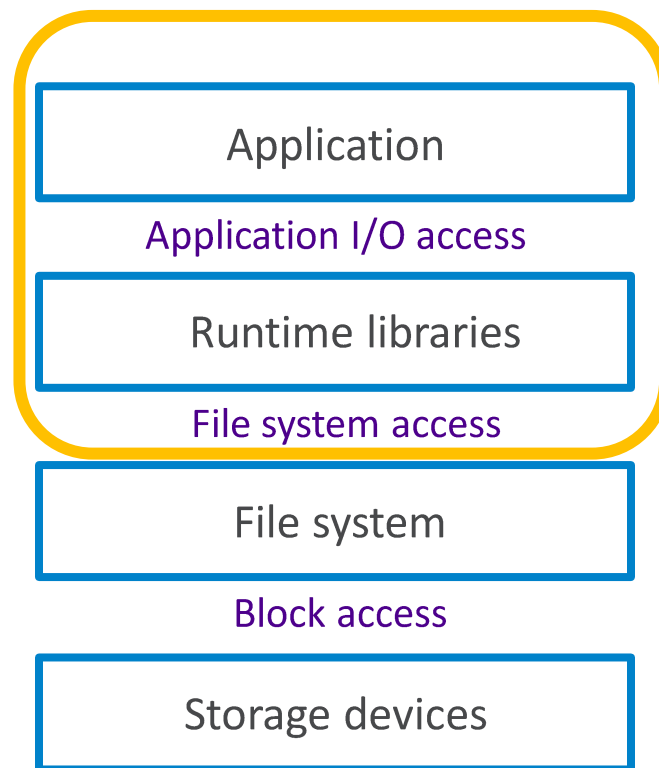 Application
Application I/O access
Runtime libraries
File system access
File system
Block access
Storage devices